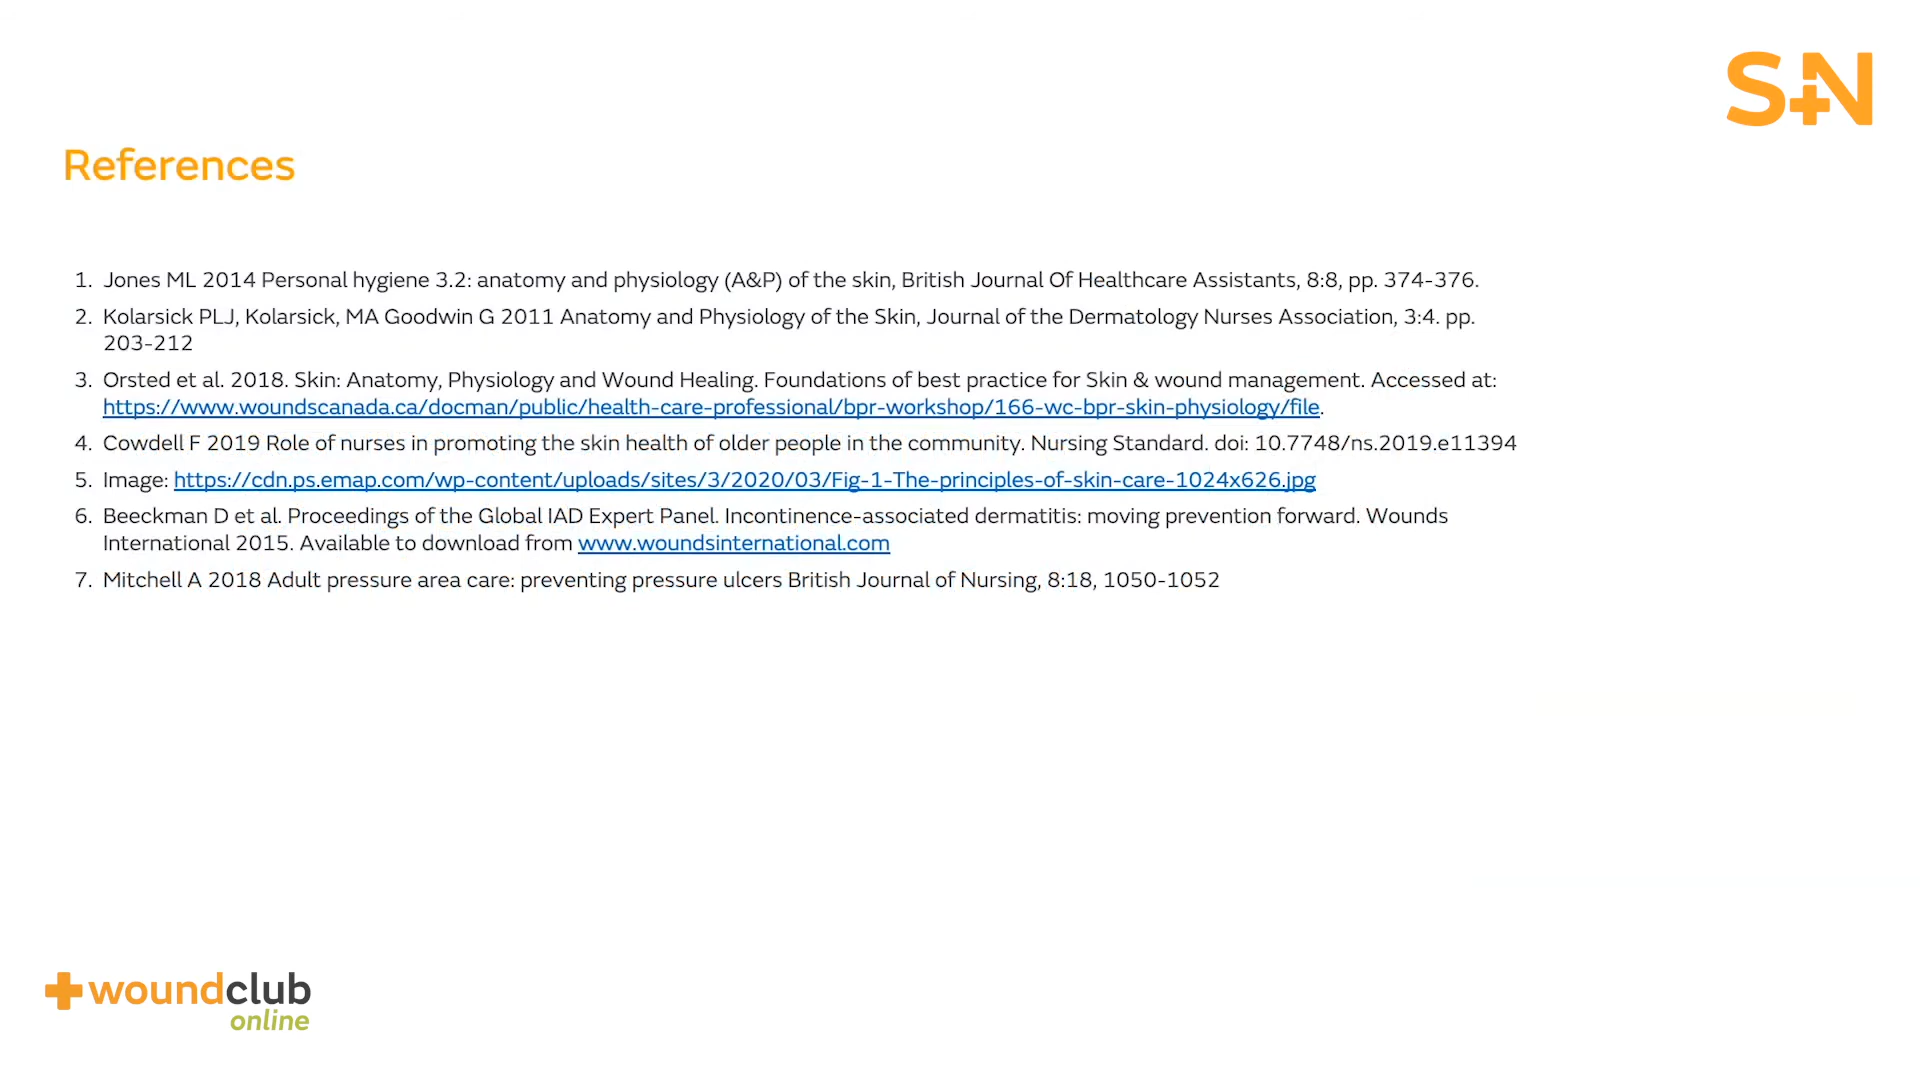 S+N
References
1. Jones ML 2014 Personal hygiene 3.2: anatomy and physiology (A&P) of the skin, British Journal Of Healthcare Assistants, 8:8, pp. 374-376.
2. Kolarsick PLJ, Kolarsick, MA Goodwin G 2011 Anatomy and Physiology of the Skin, Journal of the Dermatology Nurses Association, 3:4. pp.
203-212
3. Orsted et al. 2018. Skin: Anatomy, Physiology and Wound Healing. Foundations of best practice for Skin & wound management. Accessed at:
https://www.woundscanada.ca/docman/public/health-care-professional/bpr-workshop/166-wc-bpr-skin-physiology/file.
4. Cowdell F 2019 Role of nurses in promoting the skin health of older people in the community. Nursing Standard. doi: 10.7748/ns.2019.e11394
5. Image: https://cdn.ps.emap.com/wp-content/uploads/sites/3/2020/03/Fig-1-The-principles-of-skin-care-1024x626.jpg
6. Beeckman D et al. Proceedings of the Global IAD Expert Panel. Incontinence-associated dermatitis: moving prevention forward. Wounds
International 2015. Available to download from www.woundsinternational.com
7. Mitchell A 2018 Adult pressure area care: preventing pressure ulcers British Journal of Nursing, 8:18, 1050-1052
woundclub
online